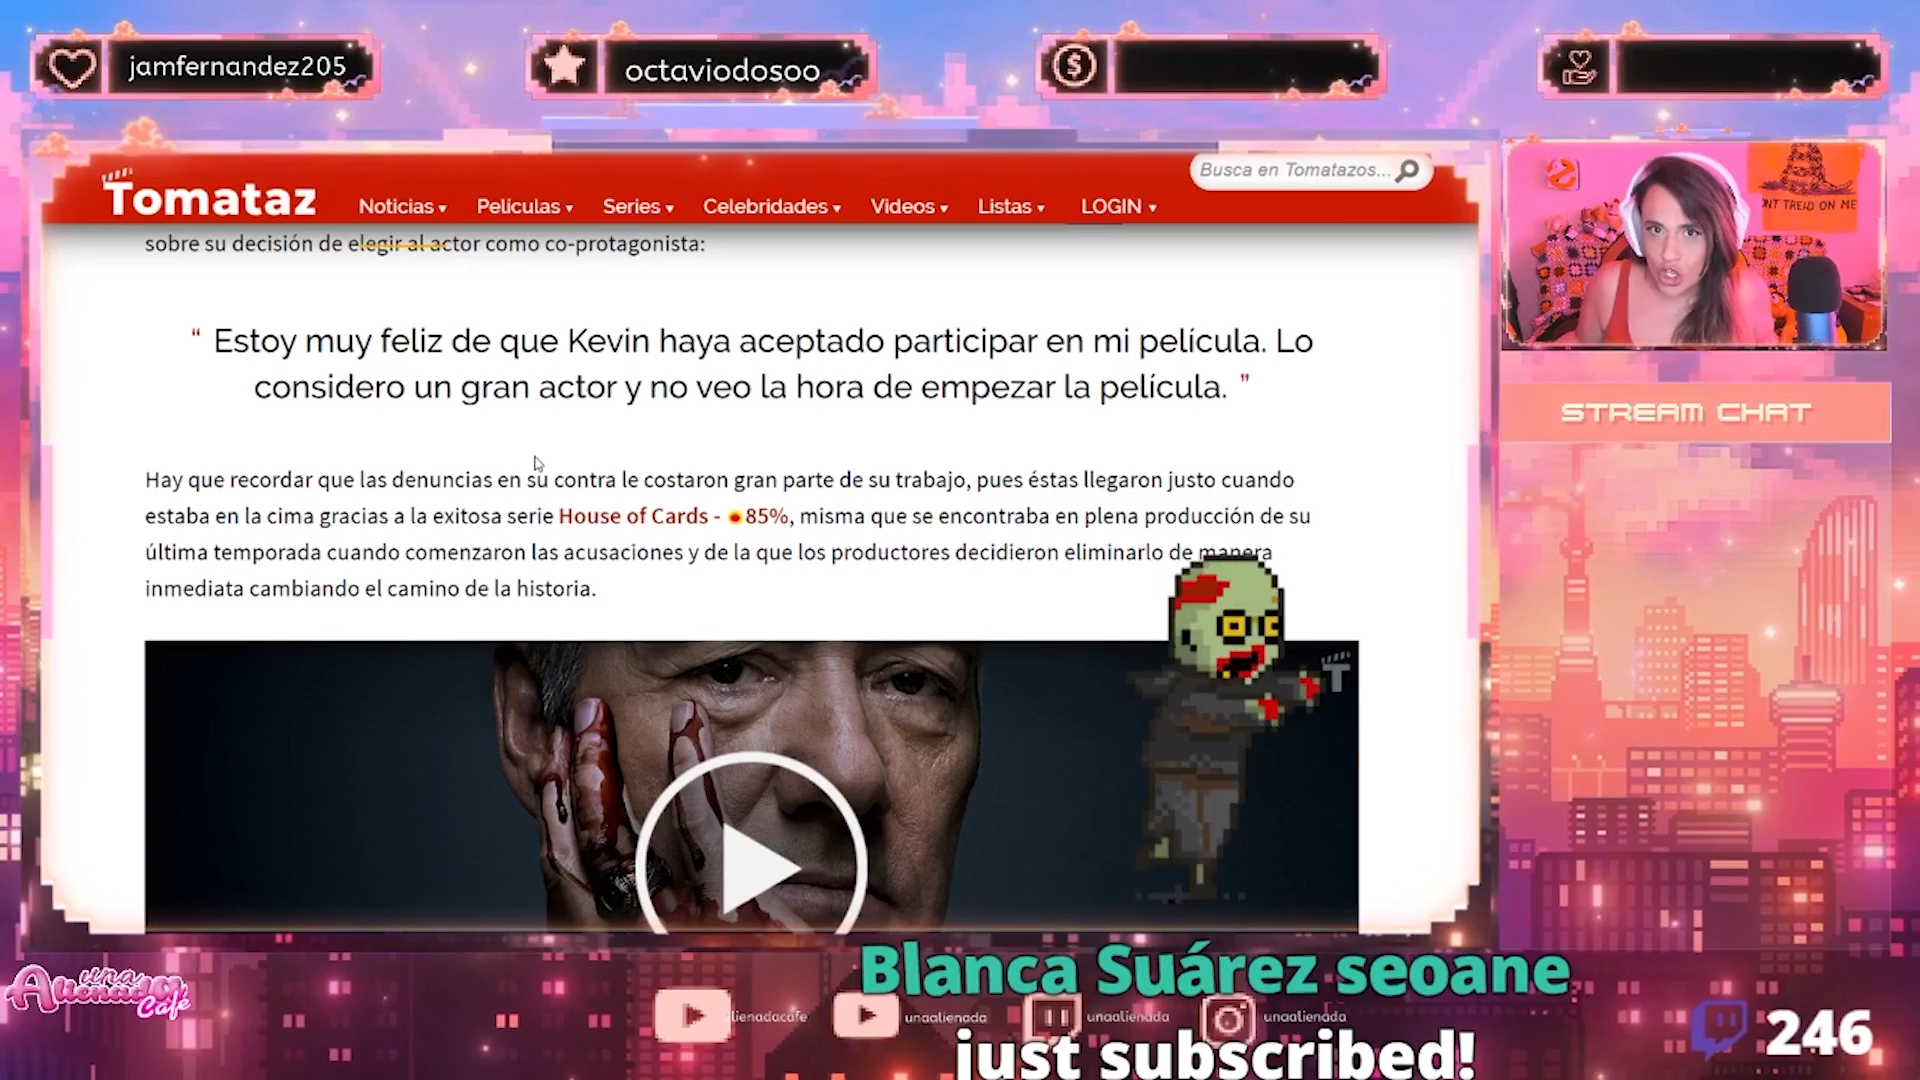 jamfernandez205
octaviodosoo
Tomataz
Noticias
Películas
Series
Celebridades
Videos
Listas
LOGIN
Busca en Tomatazos...
sobre su decisión de elegir al actor como co-protagonista:
“ Estoy muy feliz de que Kevin haya aceptado participar en mi película. Lo
considero un gran actor y no veo la hora de empezar la película. ”
Hay que recordar que las denuncias en su contra le costaron gran parte de su trabajo, pues éstas llegaron justo cuando
estaba en la cima gracias a la exitosa serie House of Cards - 85%, misma que se encontraba en plena producción de su
última temporada cuando comenzaron las acusaciones y de la que los productores decidieron eliminarlo de manera
inmediata cambiando el camino de la historia.
T
NT TREAD ON ME
STREAM CHAT
Blanca Suárez seoane
just subscribed!
una
Alienada
Café
lienadacafe
unaalienada
unaalienada
unaalienada
246